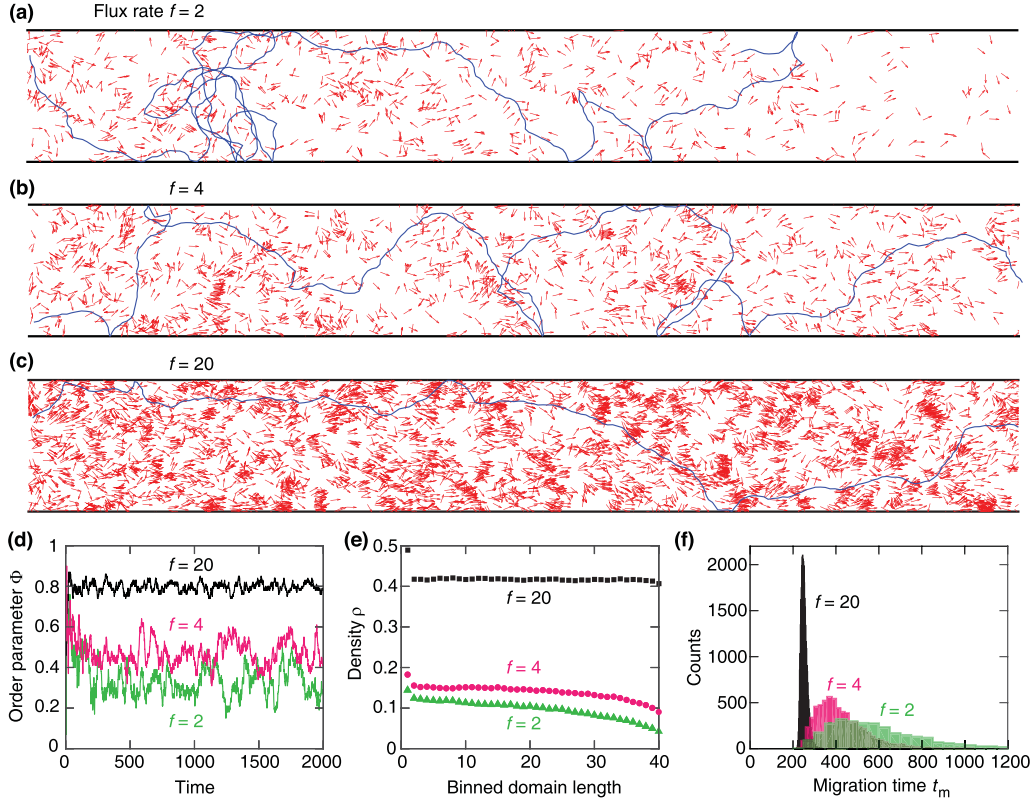 (a) Flux rate f = 2
(b) f = 4
(c) f = 20
(d)
1
0.8
0.6
0.4
0.2
0
Order parameter Φ
f = 20
f = 4
f = 2
0 500 1000 1500 2000
Time
(e)
0.5
0.4
0.3
0.2
0.1
0
Density ρ
f = 20
f = 4
f = 2
0 10 20 30 40
Binned domain length
(f)
2000
1500
1000
500
0
Counts
f = 20
f = 4
f = 2
0 200 400 600 800 1000 1200
Migration time tm